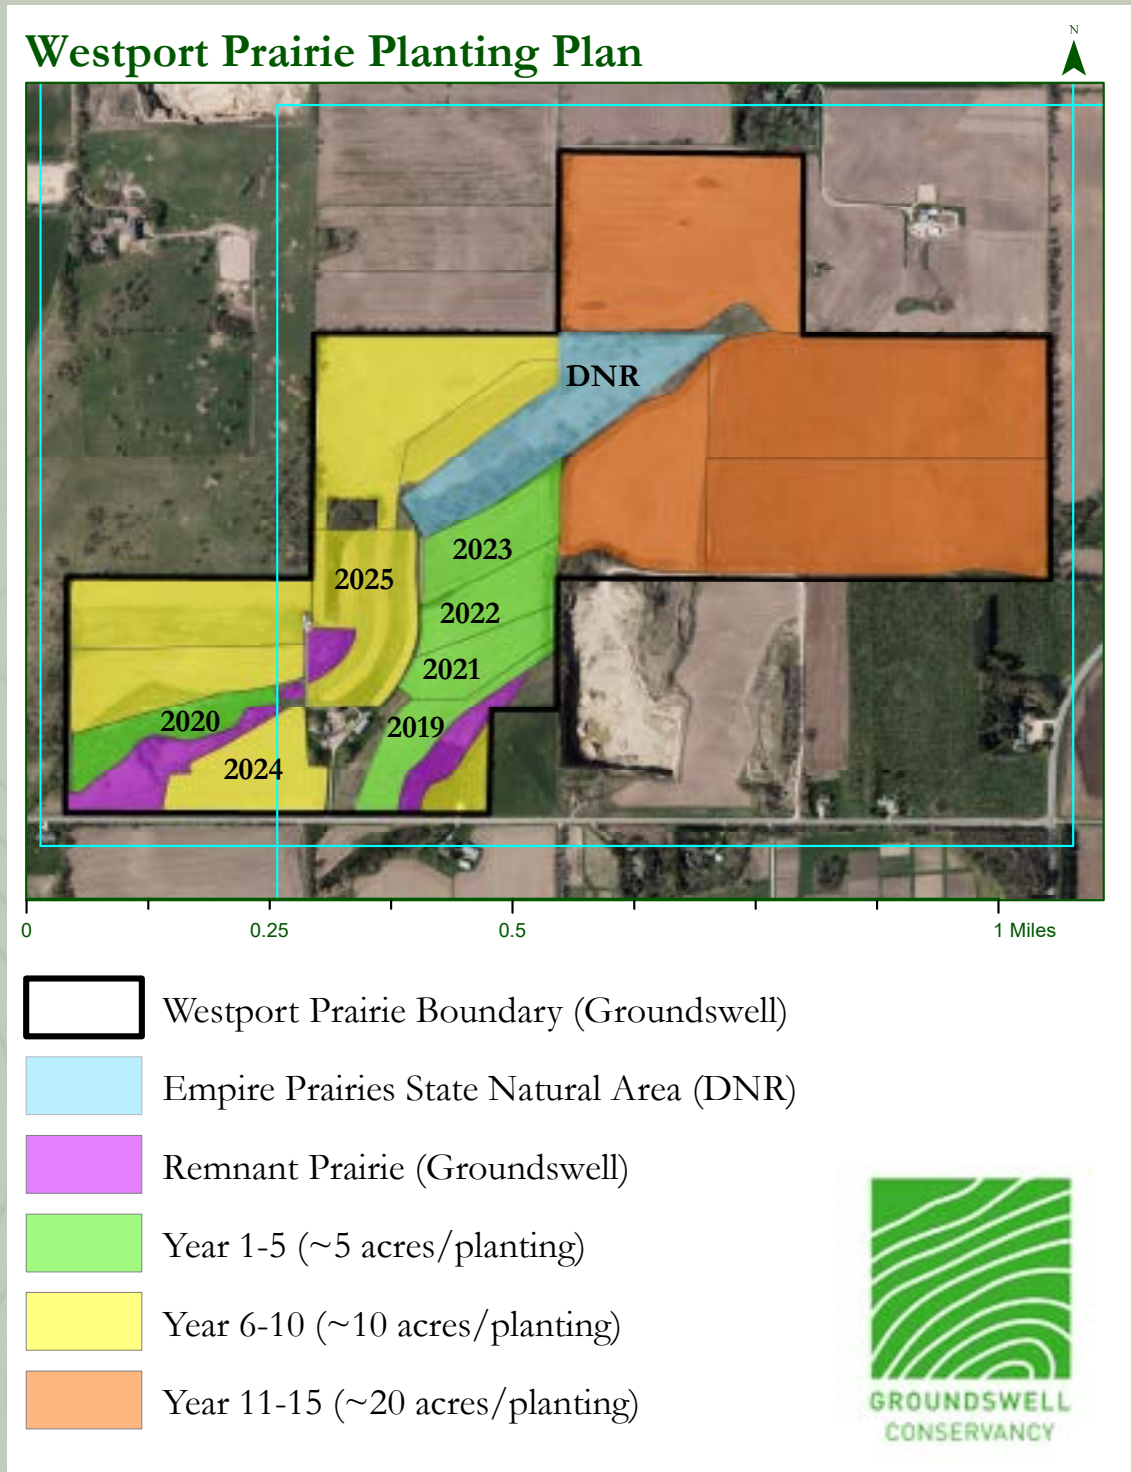 Westport Prairie Planting Plan
N
DNR
2023
2025
2022
2021
2020
2019
2024
0 0.25 0.5 1 Miles
Westport Prairie Boundary (Groundswell)
Empire Prairies State Natural Area (DNR)
Remnant Prairie (Groundswell)
Year 1-5 (~5 acres/planting)
Year 6-10 (~10 acres/planting)
Year 11-15 (~20 acres/planting)
GROUNDSWELL
CONSERVANCY